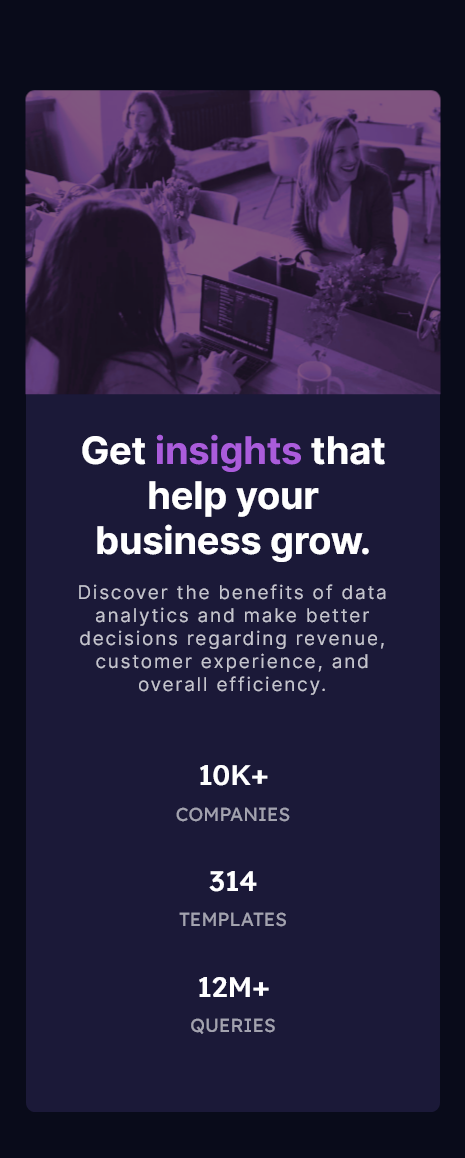 Get insights that
help your
business grow.
Discover the benefits of data
analytics and make better
decisions regarding revenue,
customer experience, and
overall efficiency.
10K+
COMPANIES
314
TEMPLATES
12M+
QUERIES